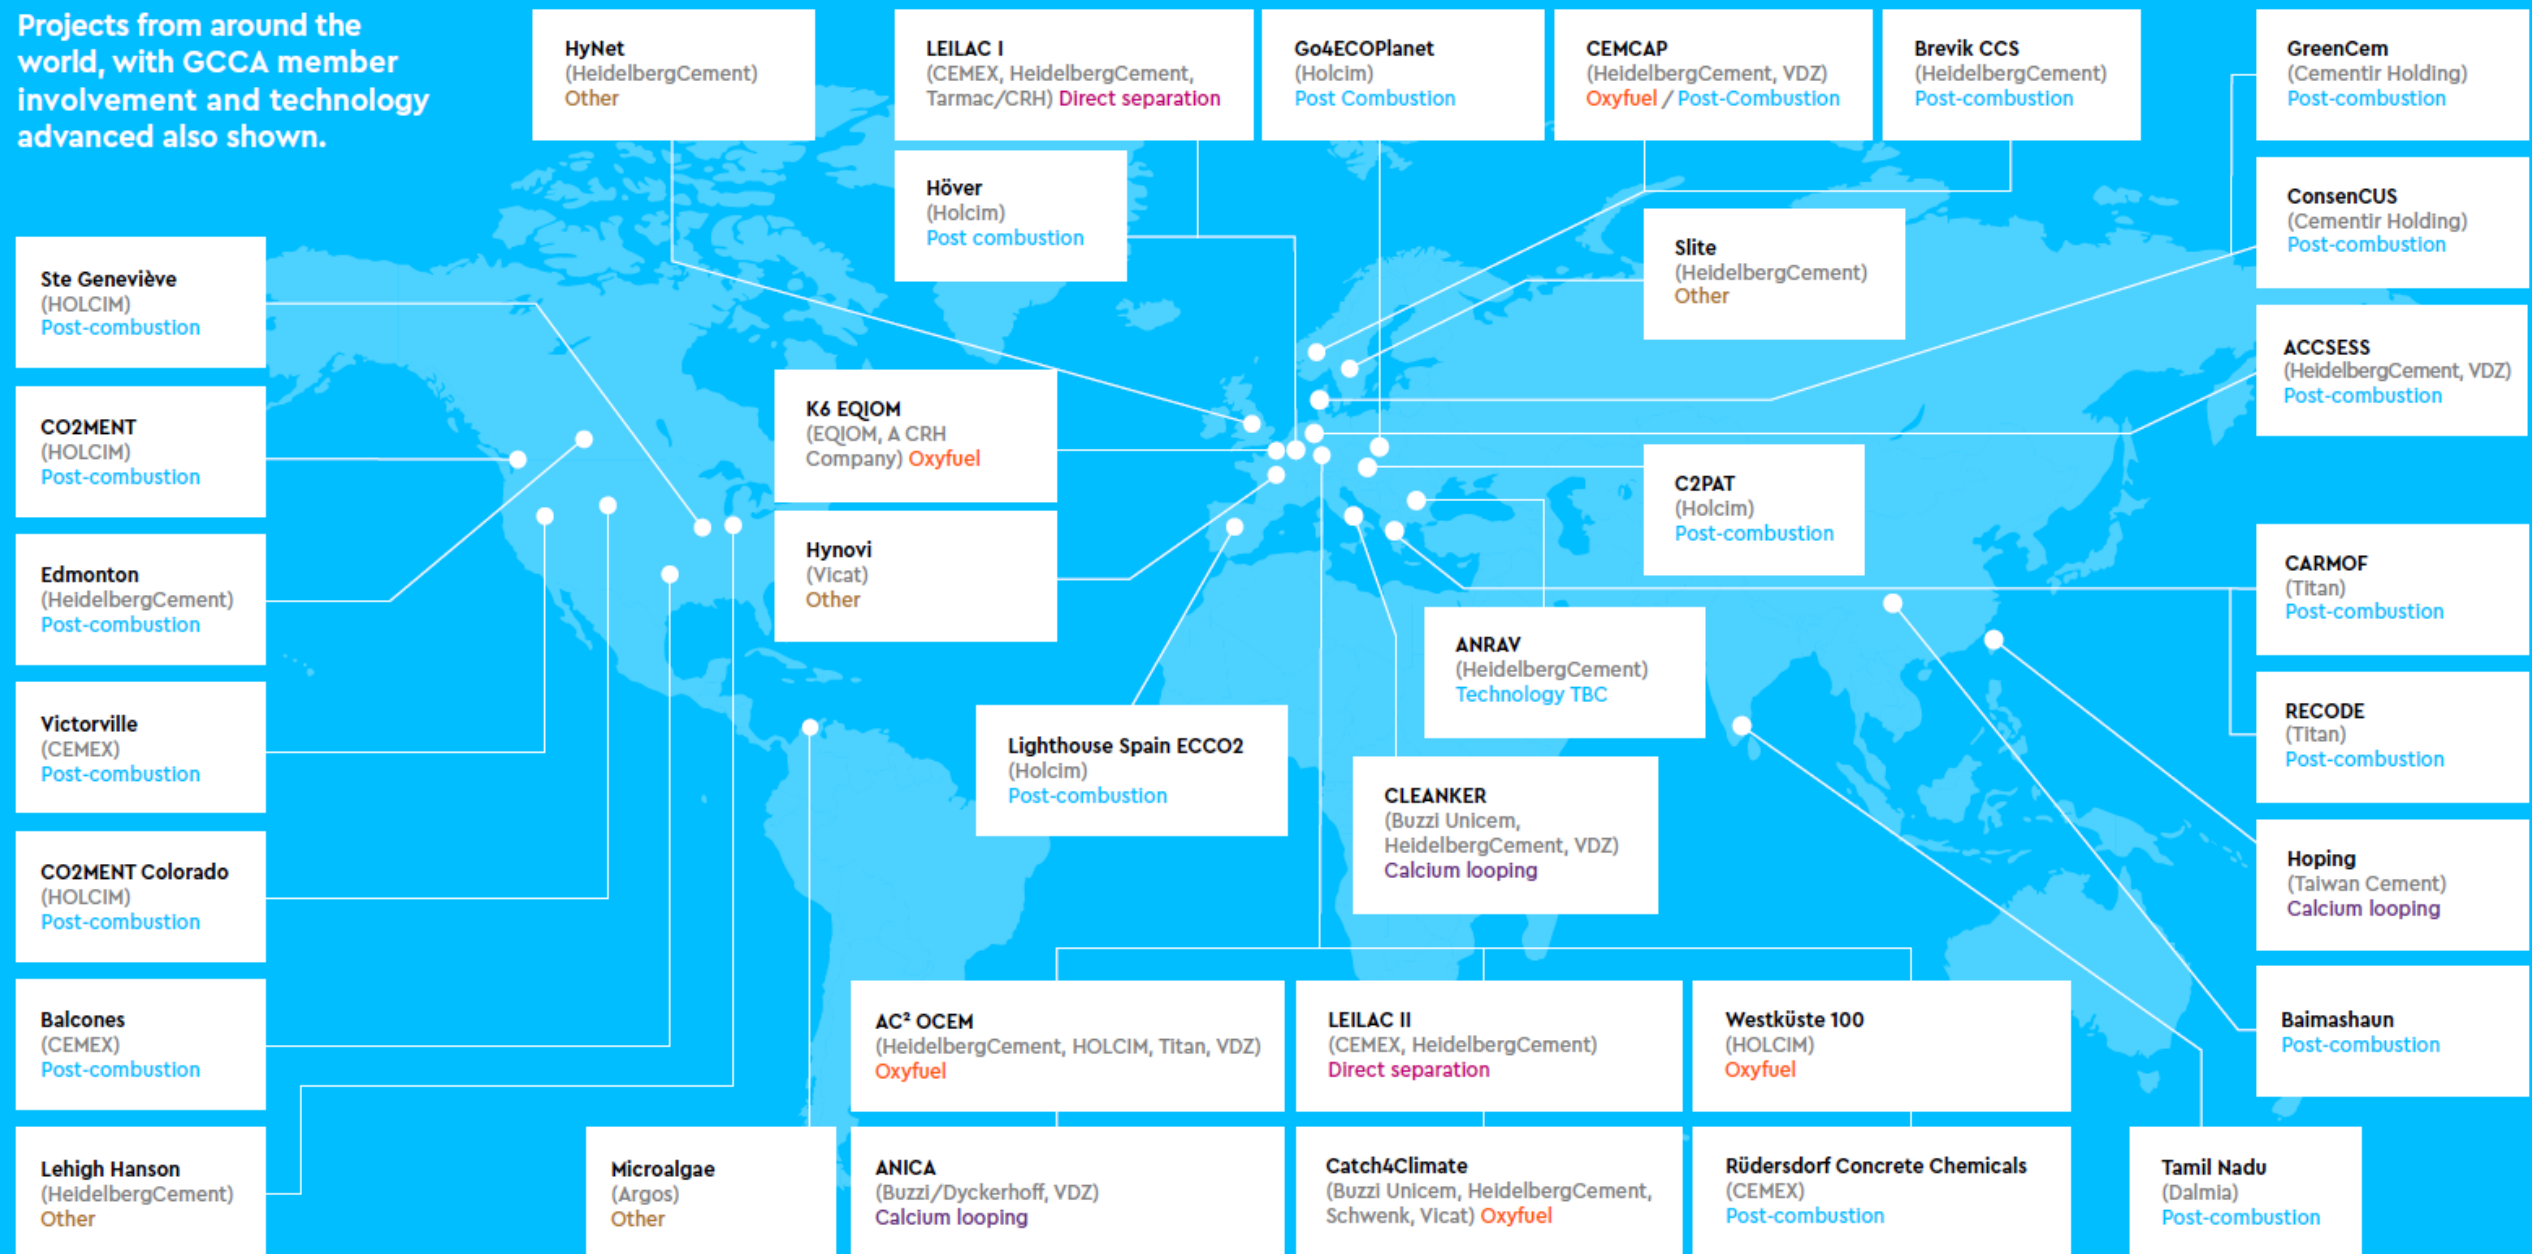 Projects from around the
world, with GCCA member
involvement and technology
advanced also shown.
HyNet
(HeidelbergCement)
Other
LEILAC I
(CEMEX, HeidelbergCement,
Tarmac/CRH) Direct separation
Go4ECOPlanet
(Holcim)
Post Combustion
CEMCAP
(HeidelbergCement, VDZ)
Oxyfuel / Post-Combustion
Brevik CCS
(HeidelbergCement)
Post-combustion
GreenCem
(Cementir Holding)
Post-combustion
Höver
(Holcim)
Post combustion
ConsenCUS
(Cementir Holding)
Post-combustion
Slite
(HeidelbergCement)
Other
Ste Geneviève
(HOLCIM)
Post-combustion
ACCSESS
(HeidelbergCement, VDZ)
Post-combustion
CO2MENT
(HOLCIM)
Post-combustion
K6 EQIOM
(EQIOM, A CRH
Company) Oxyfuel
C2PAT
(Holcim)
Post-combustion
Edmonton
(HeidelbergCement)
Post-combustion
Hynovi
(Vicat)
Other
CARMOF
(Titan)
Post-combustion
ANRAV
(HeidelbergCement)
Technology TBC
Victorville
(CEMEX)
Post-combustion
Lighthouse Spain ECCO2
(Holcim)
Post-combustion
RECODE
(Titan)
Post-combustion
CLEANKER
(Buzzi Unicem,
HeidelbergCement, VDZ)
Calcium looping
CO2MENT Colorado
(HOLCIM)
Post-combustion
Hoping
(Taiwan Cement)
Calcium looping
Balcones
(CEMEX)
Post-combustion
AC² OCEM
(HeidelbergCement, HOLCIM, Titan, VDZ)
Oxyfuel
LEILAC II
(CEMEX, HeidelbergCement)
Direct separation
Westküste 100
(HOLCIM)
Oxyfuel
Baimashaun
Post-combustion
Lehigh Hanson
(HeidelbergCement)
Other
Microalgae
(Argos)
Other
ANICA
(Buzzi/Dyckerhoff, VDZ)
Calcium looping
Catch4Climate
(Buzzi Unicem, HeidelbergCement,
Schwenk, Vicat) Oxyfuel
Rüdersdorf Concrete Chemicals
(CEMEX)
Post-combustion
Tamil Nadu
(Dalmia)
Post-combustion